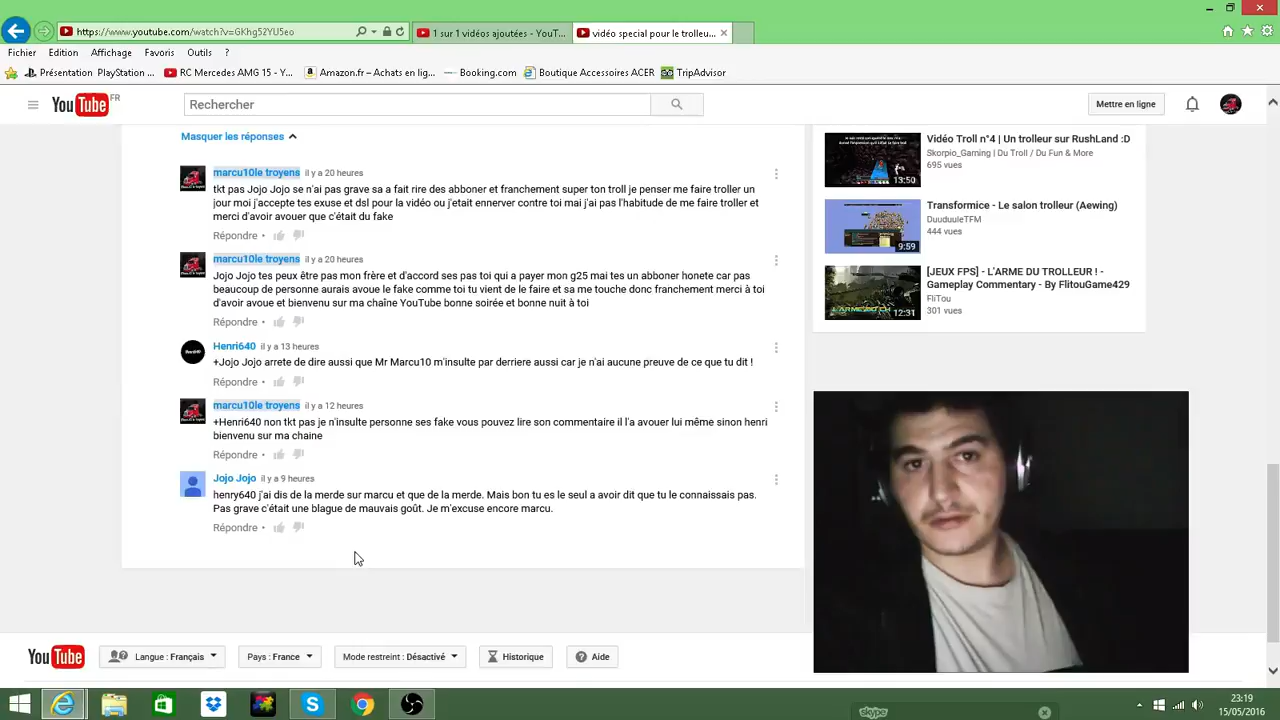 https://www.youtube.com/watch?v=GKhg52YU5eo
1 sur 1 vidéos ajoutées - YouT...
vidéo special pour le trolleu...
Fichier Edition Affichage Favoris Outils ?
Présentation PlayStation ...
RC Mercedes AMG 15 - Y...
Amazon.fr – Achats en lig...
Booking.com
Boutique Accessoires ACER
TripAdvisor
YouTube FR
Rechercher
Mettre en ligne
Masquer les réponses
marcu10le troyens il y a 20 heures
tkt pas Jojo Jojo se n'ai pas grave sa a fait rire des abboner et franchement super ton troll je penser me faire troller un
jour moi j'accepte tes exuse et dsl pour la vidéo ou j'etait ennerver contre toi mai j'ai pas l'habitude de me faire troller et
merci d'avoir avouer que c'était du fake
Répondre •
marcu10le troyens il y a 20 heures
Jojo Jojo tes peux être pas mon frère et d'accord ses pas toi qui a payer mon g25 mai tes un abboner honete car pas
beaucoup de personne aurais avoue le fake comme toi tu vient de le faire et sa me touche donc franchement merci à toi
d'avoir avoue et bienvenu sur ma chaîne YouTube bonne soirée et bonne nuit à toi
Répondre •
Henri640 il y a 13 heures
+Jojo Jojo arrete de dire aussi que Mr Marcu10 m'insulte par derriere aussi car je n'ai aucune preuve de ce que tu dit !
Répondre •
marcu10le troyens il y a 12 heures
+Henri640 non tkt pas je n'insulte personne ses fake vous pouvez lire son commentaire il l'a avouer lui même sinon henri
bienvenu sur ma chaine
Répondre •
Jojo Jojo il y a 9 heures
henry640 j'ai dis de la merde sur marcu et que de la merde. Mais bon tu es le seul a avoir dit que tu le connaissais pas.
Pas grave c'était une blague de mauvais goût. Je m'excuse encore marcu.
Répondre •
Vidéo Troll n°4 | Un trolleur sur RushLand :D
Skorpio_Gaming | Du Troll / Du Fun & More
695 vues
13:50
Transformice - Le salon trolleur (Aewing)
DuuduuleTFM
444 vues
9:59
[JEUX FPS] - L'ARME DU TROLLEUR ! -
Gameplay Commentary - By FlitouGame429
FliTou
301 vues
12:31
YouTube
Langue : Français
Pays : France
Mode restreint : Désactivé
Historique
Aide
skype
23:19
15/05/2016